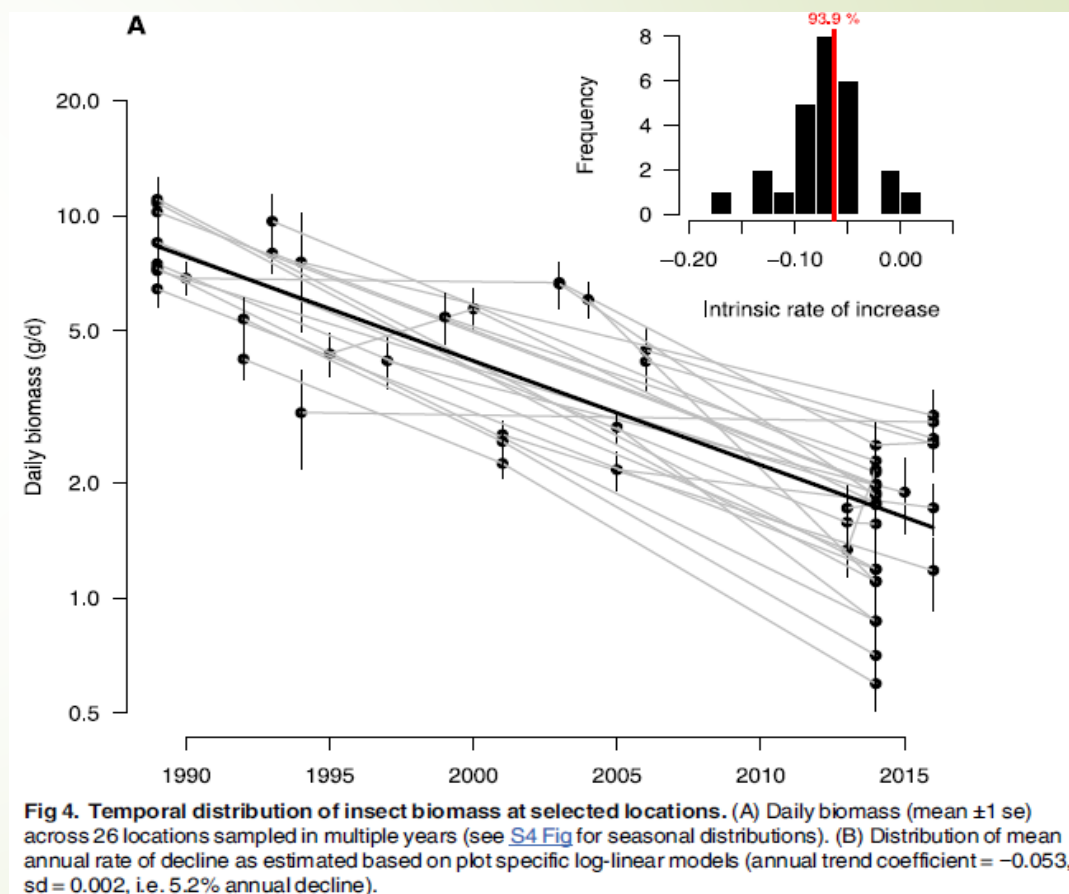 A
93.9 %
20.0
10.0
5.0
2.0
1.0
0.5
Daily biomass (g/d)
8
6
4
2
0
Frequency
−0.20
−0.10
0.00
Intrinsic rate of increase
1990
1995
2000
2005
2010
2015
Fig 4. Temporal distribution of insect biomass at selected locations. (A) Daily biomass (mean ±1 se)
across 26 locations sampled in multiple years (see S4 Fig for seasonal distributions). (B) Distribution of mean
annual rate of decline as estimated based on plot specific log-linear models (annual trend coefficient = −0.053,
sd = 0.002, i.e. 5.2% annual decline).